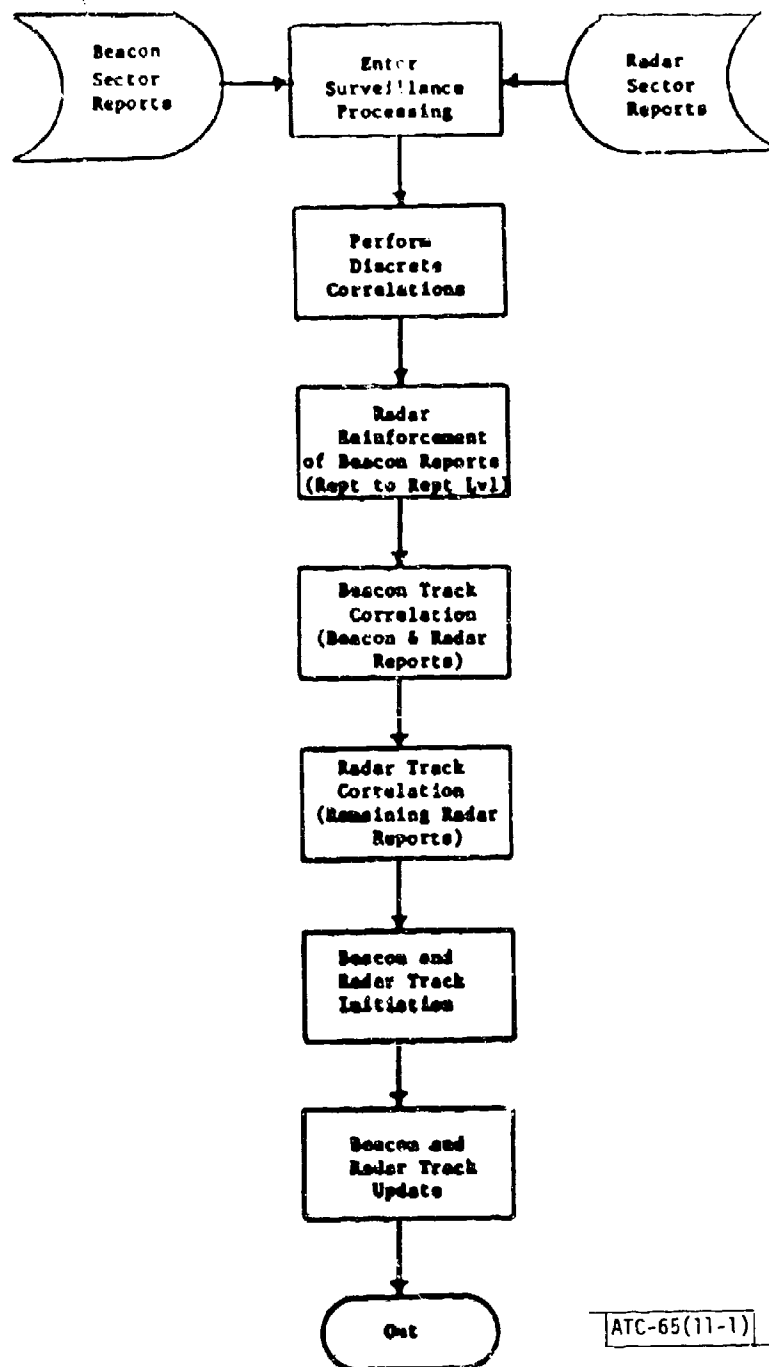 Beacon
Sector
Reports
Enter
Surveillance
Processing
Radar
Sector
Reports
Perform
Discrete
Correlations
Radar
Reinforcement
of Beacon Reports
(Rept to Rept Lvl)
Beacon Track
Correlation
(Beacon & Radar
Reports)
Radar Track
Correlation
(Remaining Radar
Reports)
Beacon and
Radar Track
Initiation
Beacon and
Radar Track
Update
Out
ATC-65(11-1)